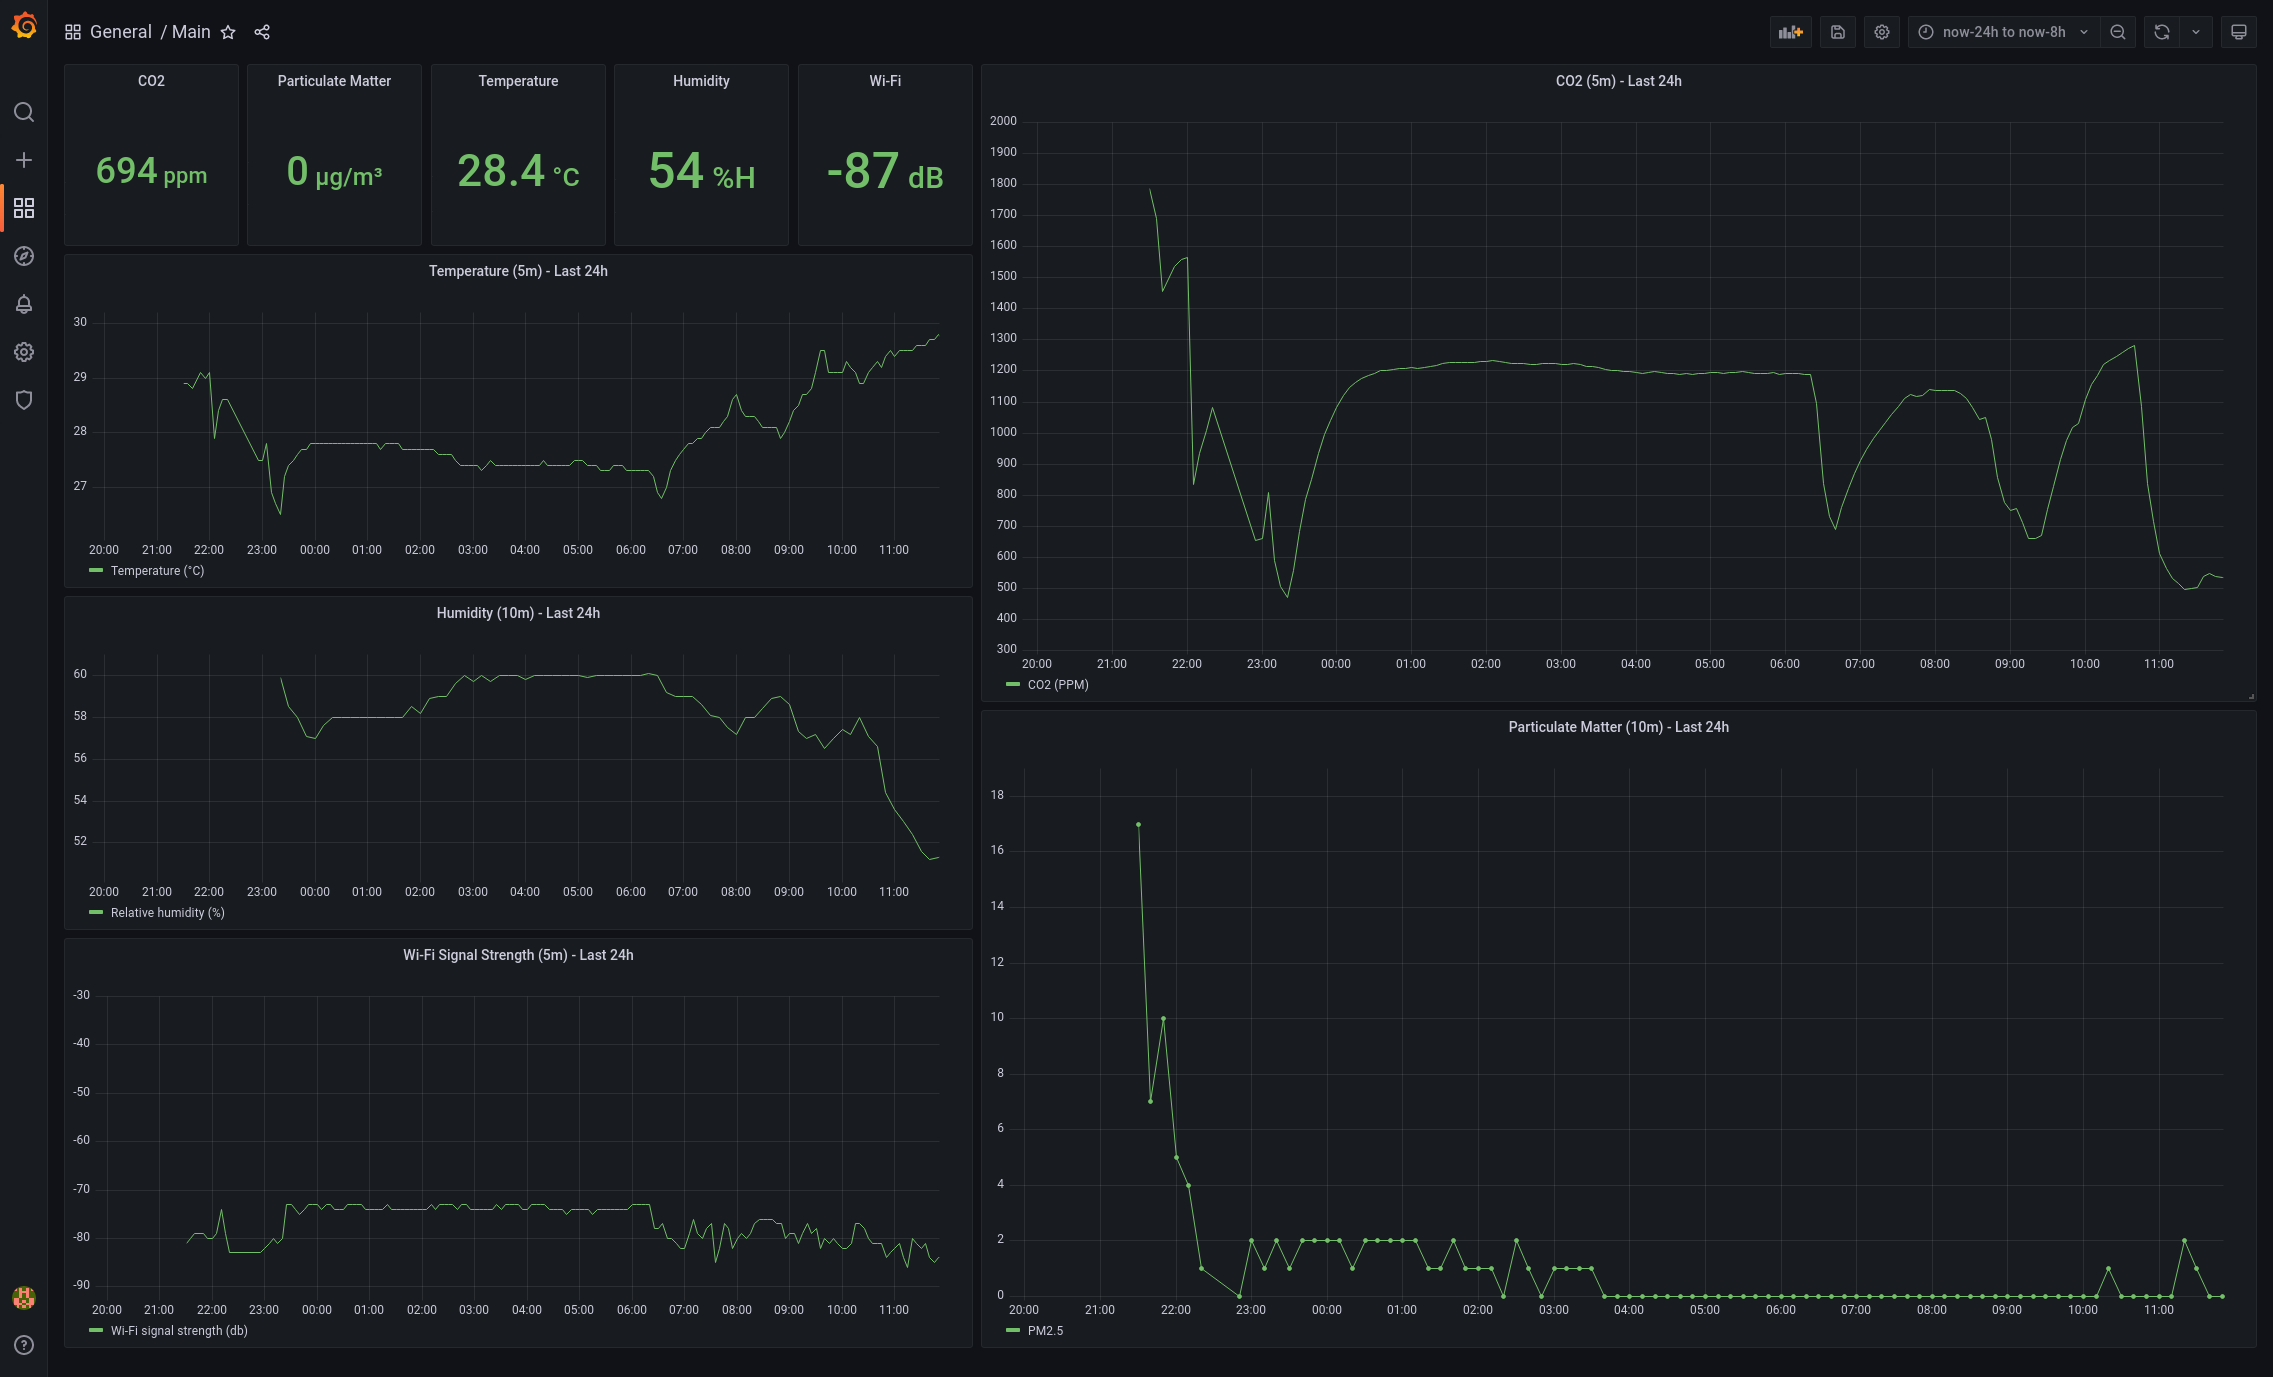 General / Main
now-24h to now-8h
CO2
694 ppm
Particulate Matter
0 μg/m³
Temperature
28.4 °C
Humidity
54 %H
Wi-Fi
-87 dB
Temperature (5m) - Last 24h
30
29
28
27
20:00 21:00 22:00 23:00 00:00 01:00 02:00 03:00 04:00 05:00 06:00 07:00 08:00 09:00 10:00 11:00
Temperature (°C)
Humidity (10m) - Last 24h
60
58
56
54
52
20:00 21:00 22:00 23:00 00:00 01:00 02:00 03:00 04:00 05:00 06:00 07:00 08:00 09:00 10:00 11:00
Relative humidity (%)
Wi-Fi Signal Strength (5m) - Last 24h
-30
-40
-50
-60
-70
-80
-90
20:00 21:00 22:00 23:00 00:00 01:00 02:00 03:00 04:00 05:00 06:00 07:00 08:00 09:00 10:00 11:00
Wi-Fi signal strength (db)
CO2 (5m) - Last 24h
2000
1900
1800
1700
1600
1500
1400
1300
1200
1100
1000
900
800
700
600
500
400
300
20:00 21:00 22:00 23:00 00:00 01:00 02:00 03:00 04:00 05:00 06:00 07:00 08:00 09:00 10:00 11:00
CO2 (PPM)
Particulate Matter (10m) - Last 24h
18
16
14
12
10
8
6
4
2
0
20:00 21:00 22:00 23:00 00:00 01:00 02:00 03:00 04:00 05:00 06:00 07:00 08:00 09:00 10:00 11:00
PM2.5